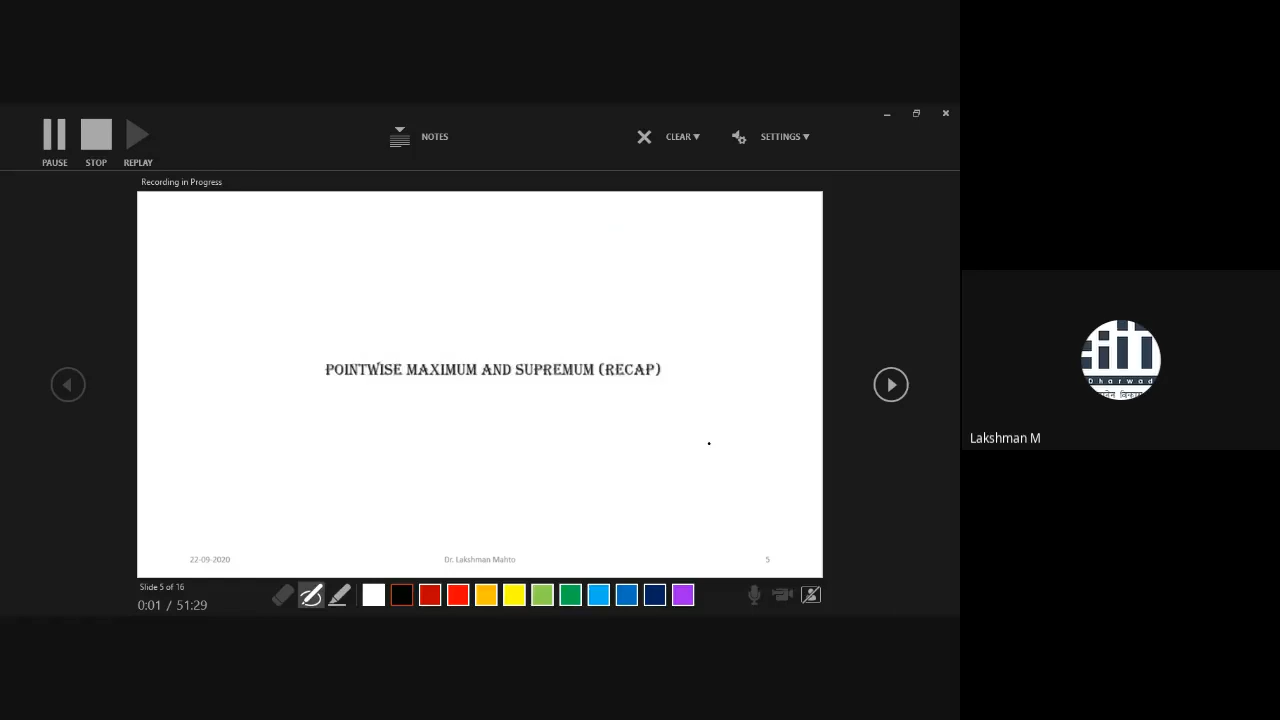 PAUSE STOP REPLAY
NOTES
CLEAR
SETTINGS
Recording in Progress
POINTWISE MAXIMUM AND SUPREMUM (RECAP)
22-09-2020
Dr. Lakshman Mahto
5
Slide 5 of 16
0:01 / 51:29
Dharwad
Lakshman M